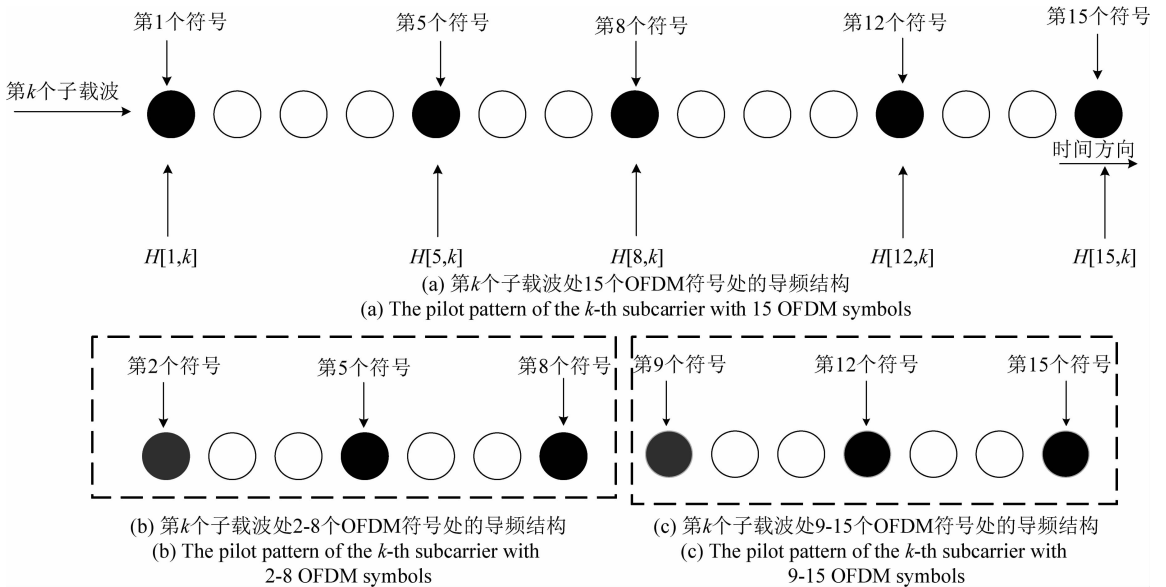 第1个符号 第5个符号 第8个符号 第12个符号 第15个符号
第k个子载波
时间方向
H[1,k] H[5,k] H[8,k] H[12,k] H[15,k]
(a) 第k个子载波处15个OFDM符号处的导频结构
(a) The pilot pattern of the k-th subcarrier with 15 OFDM symbols
第2个符号 第5个符号 第8个符号
(b) 第k个子载波处2-8个OFDM符号处的导频结构
(b) The pilot pattern of the k-th subcarrier with
2-8 OFDM symbols
第9个符号 第12个符号 第15个符号
(c) 第k个子载波处9-15个OFDM符号处的导频结构
(c) The pilot pattern of the k-th subcarrier with
9-15 OFDM symbols